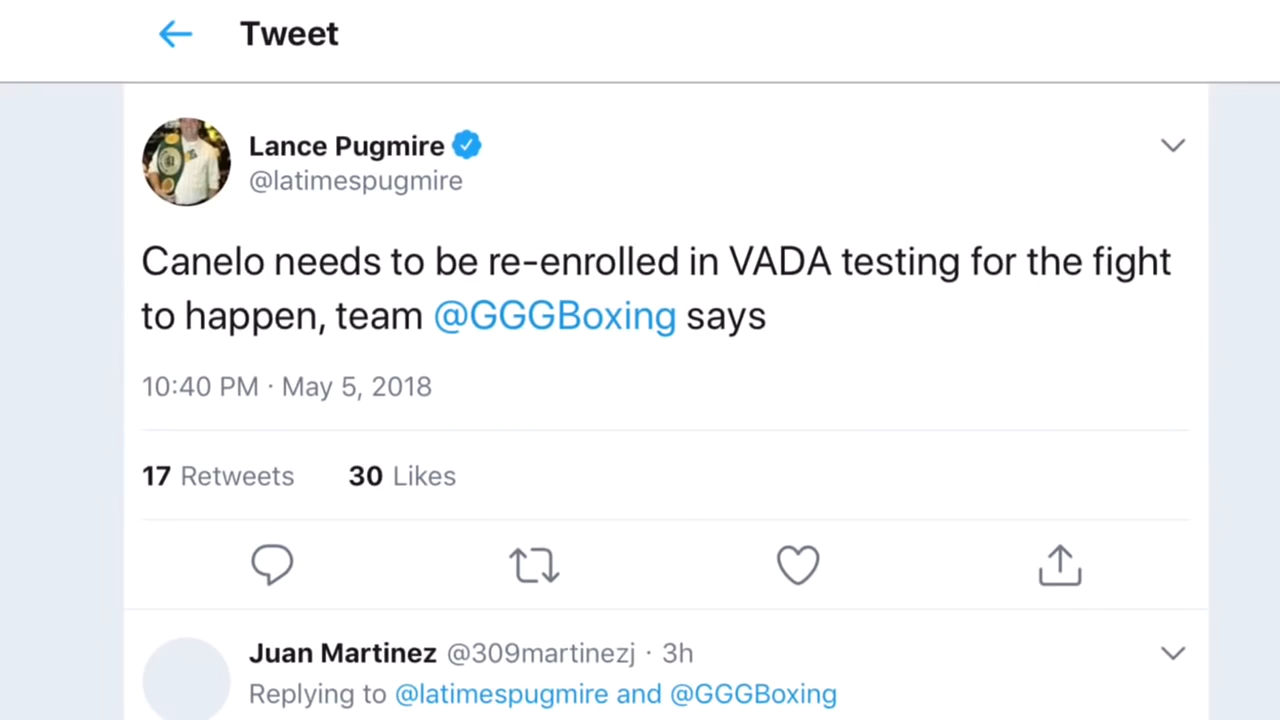 Tweet
Lance Pugmire
@latimespugmire
Canelo needs to be re-enrolled in VADA testing for the fight
to happen, team @GGGBoxing says
10:40 PM · May 5, 2018
17 Retweets 30 Likes
Juan Martinez @309martinezj · 3h
Replying to @latimespugmire and @GGGBoxing